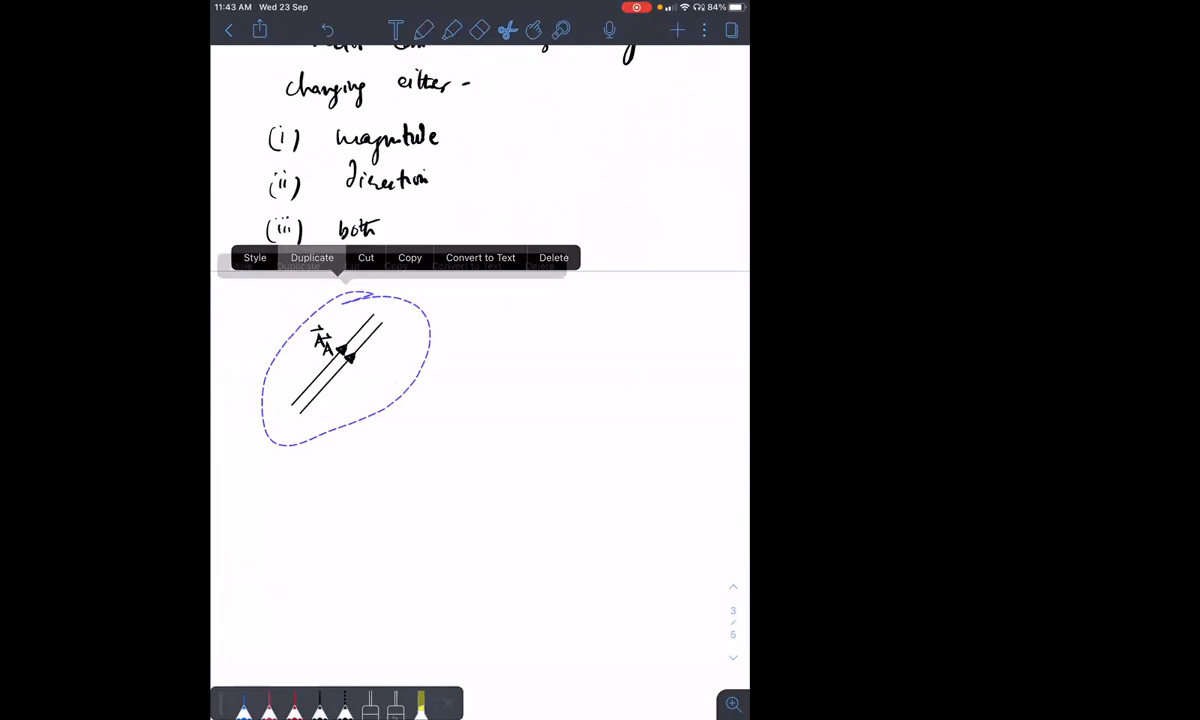 11:43 AM Wed 23 Sep
84%
changing either -
(i) magnitude
(ii) direction
(iii) both
Style Duplicate Cut Copy Convert to Text Delete
A A
3
/
5